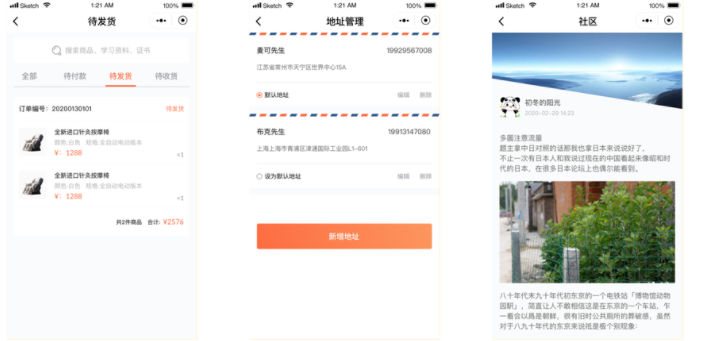 Sketch 1:21 AM 100%
待发货
搜索商品、学习资料、证书
全部 待付款 待发货 待收货
订单编号：20200130101 待发货
全新进口针灸按摩椅
颜色:白色 规格:全自动电动版本
¥：1288 ×1
全新进口针灸按摩椅
颜色:白色 规格:全自动电动版本
¥：1288 ×1
共2件商品 合计: ¥2576
Sketch 1:21 AM 100%
地址管理
麦可先生 19929567008
江苏省常州市天宁区世界中心15A
默认地址 编辑 删除
布克先生 19913147080
上海上海市青浦区津通国际工业园L1-601
设为默认地址 编辑 删除
新增地址
Sketch 1:21 AM 100%
社区
初冬的阳光
2020-02-29 14:23
多图注意流量
题主拿中日对照的话那我也拿日本来说说好了。
不止一次有日本人和我说过现在的中国看起来像昭和时
代的日本、在很多日本论坛上也偶尔能看到。
八十年代末九十年代初东京的一个电铁站「博物馆动物
园駅」，简直让人不敢相信这是在东京的一个车站，乍
一看会以爲是朝鲜，很有旧时公共厕所的葬破感，虽然
对于八九十年代的东京来说祗是极个别现象: